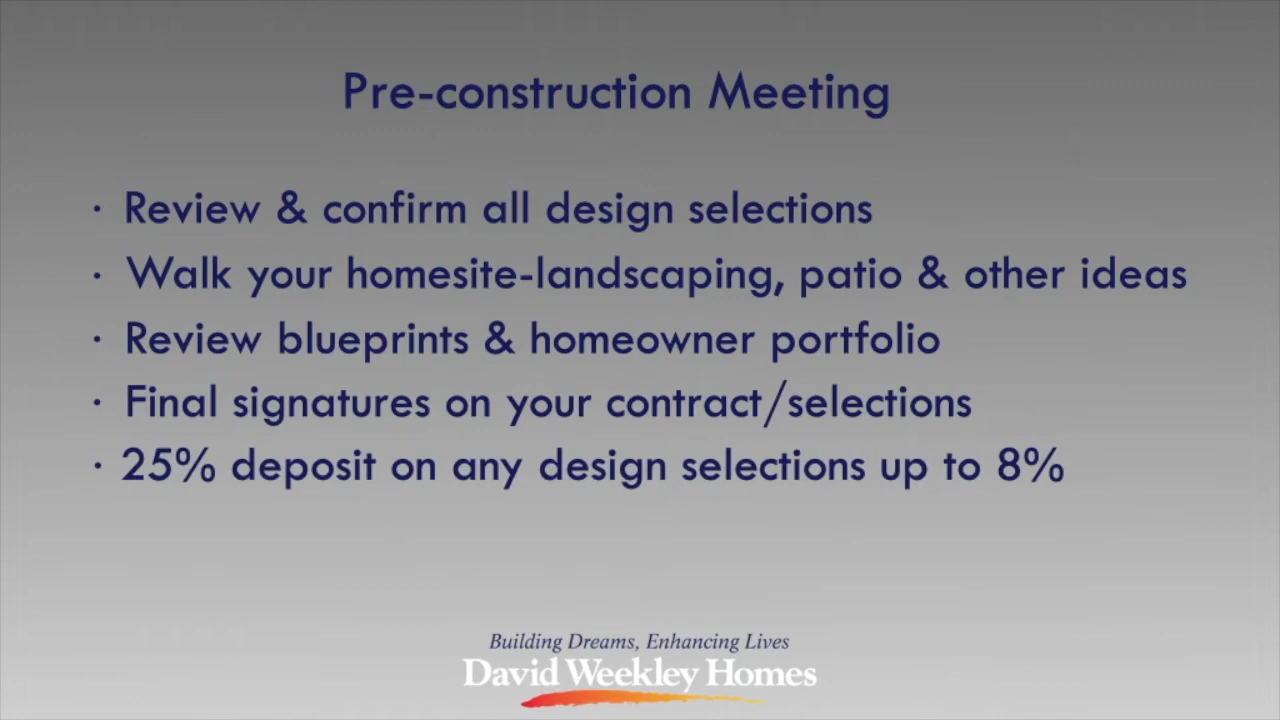 Pre-construction Meeting
· Review & confirm all design selections
· Walk your homesite-landscaping, patio & other ideas
· Review blueprints & homeowner portfolio
· Final signatures on your contract/selections
· 25% deposit on any design selections up to 8%
Building Dreams, Enhancing Lives
David Weekley Homes